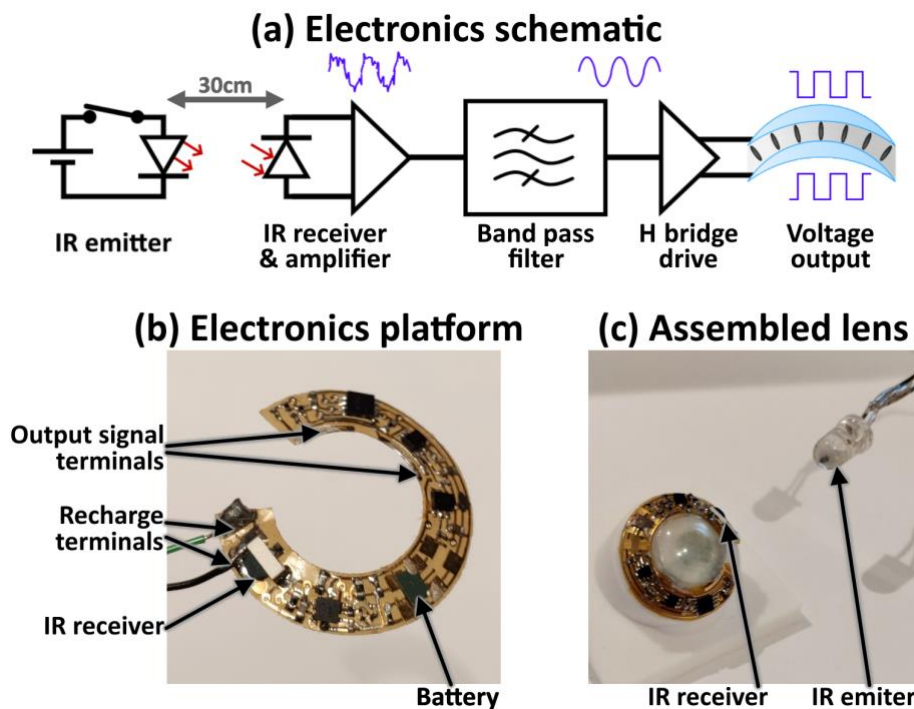 (a) Electronics schematic
30cm
IR emitter
IR receiver
& amplifier
Band pass
filter
H bridge
drive
Voltage
output
(b) Electronics platform
Output signal
terminals
Recharge
terminals
IR receiver
Battery
(c) Assembled lens
IR receiver
IR emiter